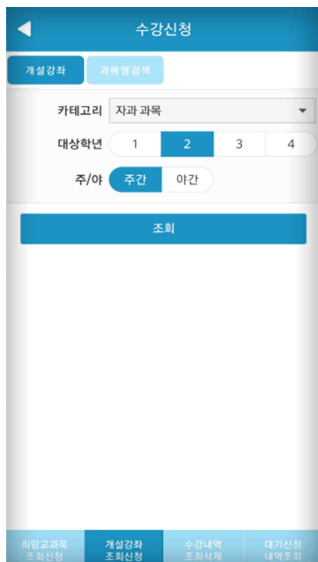 수강신청
개설강좌 과목명검색
카테고리 자과 과목
대상학년 1 2 3 4
주/야 주간 야간
조회
희망교과목 개설강좌 수강내역 대기신청
조회신청 조회신청 조회삭제 내역조회